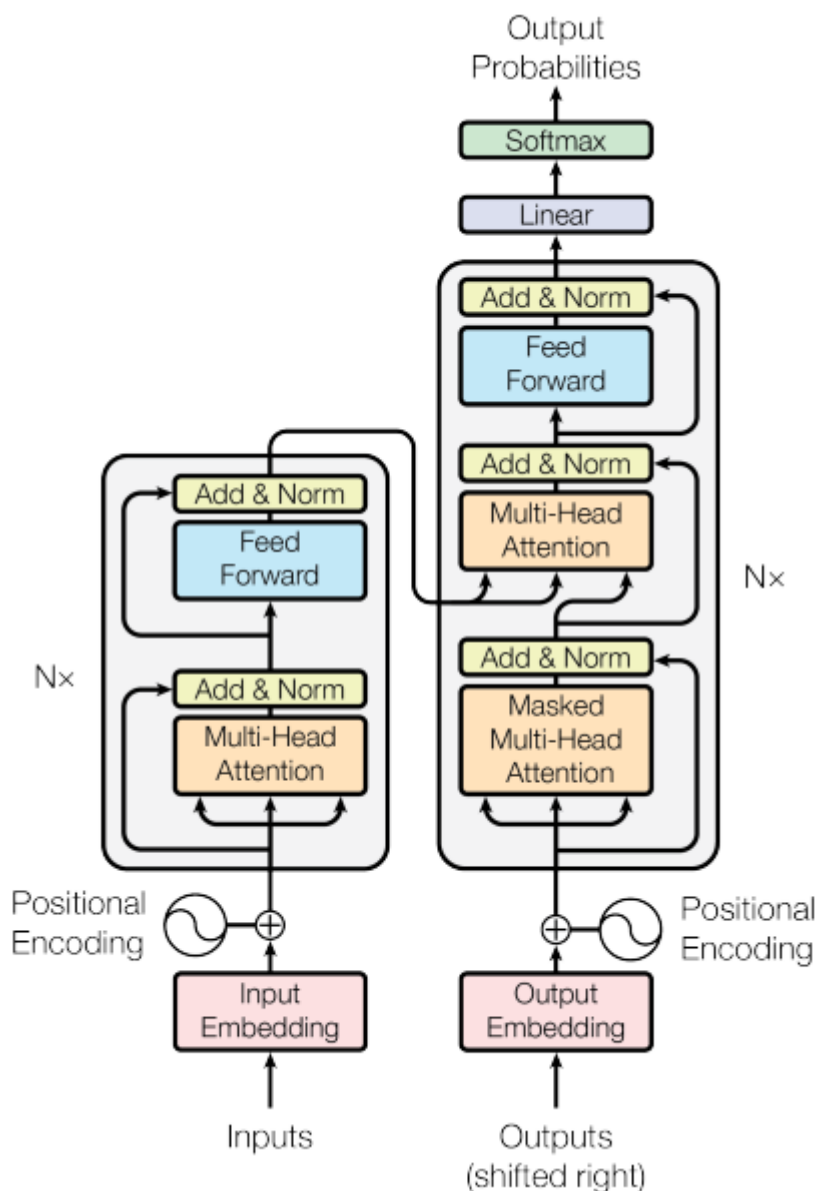 Output
Probabilities
Softmax
Linear
Add & Norm
Feed
Forward
Add & Norm
Multi-Head
Attention
Add & Norm
Masked
Multi-Head
Attention
N×
Add & Norm
Feed
Forward
Add & Norm
Multi-Head
Attention
N×
Positional
Encoding
Positional
Encoding
Input
Embedding
Output
Embedding
Inputs
Outputs
(shifted right)